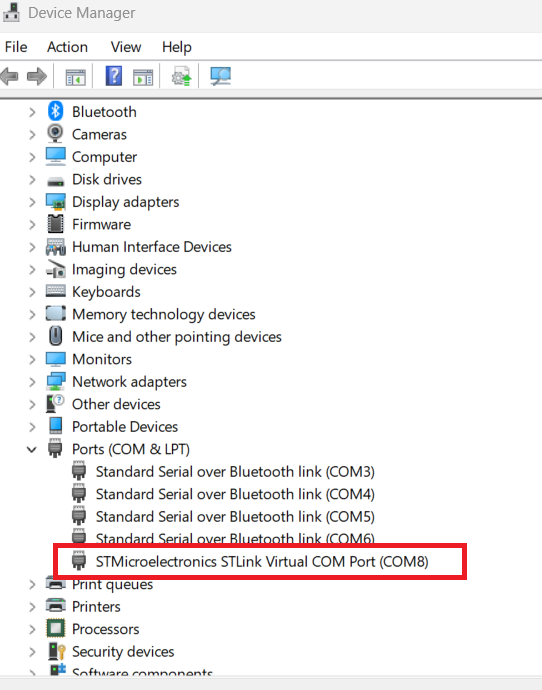 Device Manager
File Action View Help
Bluetooth
Cameras
Computer
Disk drives
Display adapters
Firmware
Human Interface Devices
Imaging devices
Keyboards
Memory technology devices
Mice and other pointing devices
Monitors
Network adapters
Other devices
Portable Devices
Ports (COM & LPT)
Standard Serial over Bluetooth link (COM3)
Standard Serial over Bluetooth link (COM4)
Standard Serial over Bluetooth link (COM5)
Standard Serial over Bluetooth link (COM6)
STMicroelectronics STLink Virtual COM Port (COM8)
Print queues
Printers
Processors
Security devices
Software components